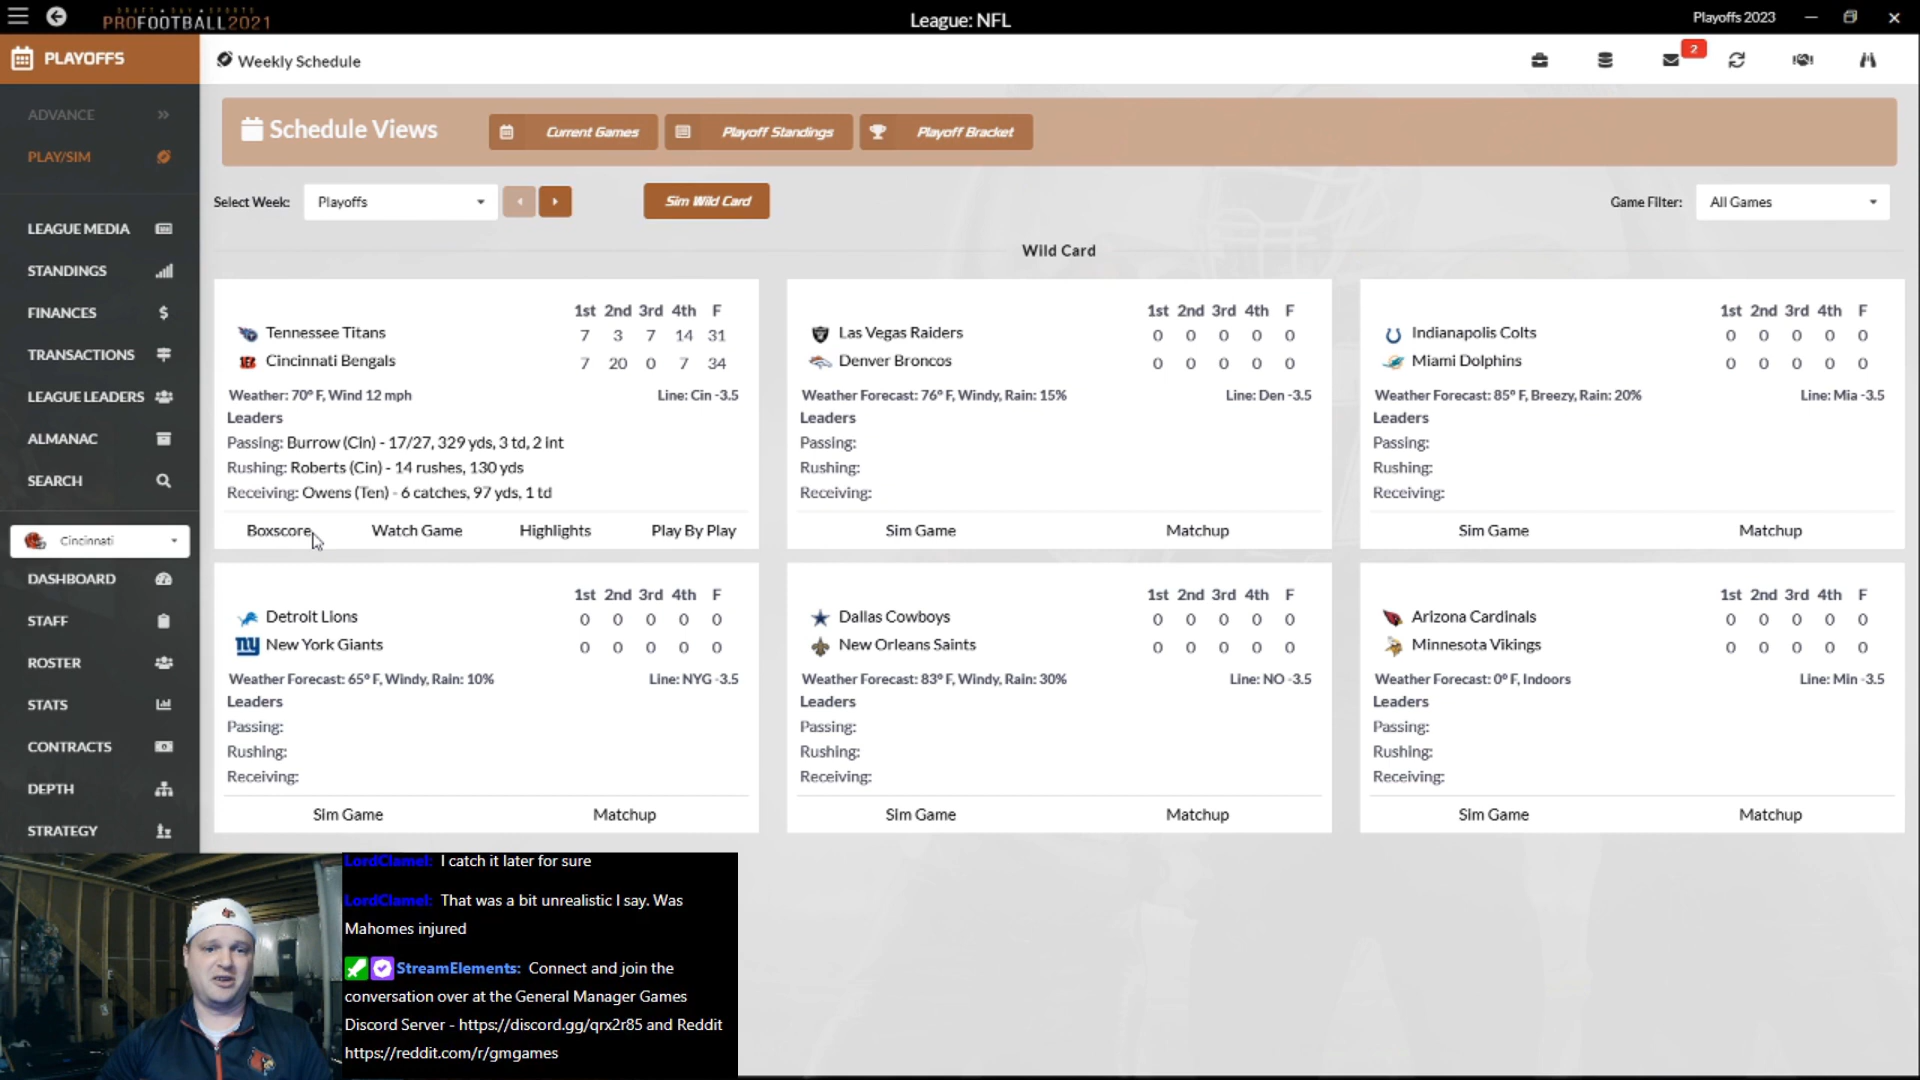 DRAFT DAY SPORTS
PROFOOTBALL2021
League: NFL
Playoffs 2023
PLAYOFFS
Weekly Schedule
2
ADVANCE
PLAY/SIM
LEAGUE MEDIA
STANDINGS
FINANCES
TRANSACTIONS
LEAGUE LEADERS
ALMANAC
SEARCH
Cincinnati
DASHBOARD
STAFF
ROSTER
STATS
CONTRACTS
DEPTH
STRATEGY
Schedule Views
Current Games
Playoff Standings
Playoff Bracket
Select Week:
Playoffs
Sim Wild Card
Game Filter:
All Games
Wild Card
1st 2nd 3rd 4th F
Tennessee Titans 7 3 7 14 31
Cincinnati Bengals 7 20 0 7 34
Weather: 70° F, Wind 12 mph
Line: Cin -3.5
Leaders
Passing: Burrow (Cin) - 17/27, 329 yds, 3 td, 2 int
Rushing: Roberts (Cin) - 14 rushes, 130 yds
Receiving: Owens (Ten) - 6 catches, 97 yds, 1 td
Boxscore Watch Game Highlights Play By Play
1st 2nd 3rd 4th F
Las Vegas Raiders 0 0 0 0 0
Denver Broncos 0 0 0 0 0
Weather Forecast: 76° F, Windy, Rain: 15%
Line: Den -3.5
Leaders
Passing:
Rushing:
Receiving:
Sim Game Matchup
1st 2nd 3rd 4th F
Indianapolis Colts 0 0 0 0 0
Miami Dolphins 0 0 0 0 0
Weather Forecast: 85° F, Breezy, Rain: 20%
Line: Mia -3.5
Leaders
Passing:
Rushing:
Receiving:
Sim Game Matchup
1st 2nd 3rd 4th F
Detroit Lions 0 0 0 0 0
New York Giants 0 0 0 0 0
Weather Forecast: 65° F, Windy, Rain: 10%
Line: NYG -3.5
Leaders
Passing:
Rushing:
Receiving:
Sim Game Matchup
1st 2nd 3rd 4th F
Dallas Cowboys 0 0 0 0 0
New Orleans Saints 0 0 0 0 0
Weather Forecast: 83° F, Windy, Rain: 30%
Line: NO -3.5
Leaders
Passing:
Rushing:
Receiving:
Sim Game Matchup
1st 2nd 3rd 4th F
Arizona Cardinals 0 0 0 0 0
Minnesota Vikings 0 0 0 0 0
Weather Forecast: 0° F, Indoors
Line: Min -3.5
Leaders
Passing:
Rushing:
Receiving:
Sim Game Matchup
LordClamel: I catch it later for sure
LordClamel: That was a bit unrealistic I say. Was
Mahomes injured
StreamElements: Connect and join the
conversation over at the General Manager Games
Discord Server - https://discord.gg/qrx2r85 and Reddit
https://reddit.com/r/gmgames